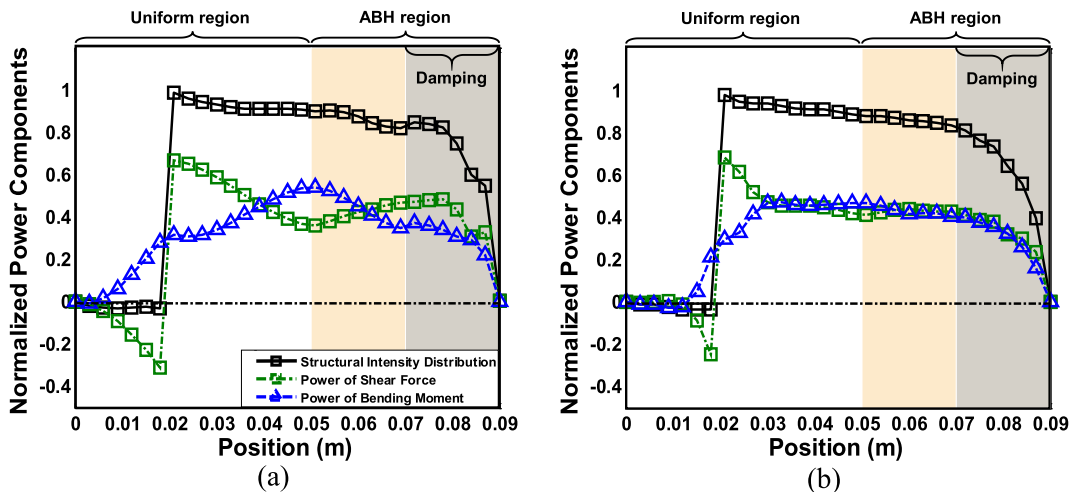 Uniform region ABH region
Damping
Normalized Power Components
1
0.8
0.6
0.4
0.2
0
-0.2
-0.4
Structural Intensity Distribution
Power of Shear Force
Power of Bending Moment
0 0.01 0.02 0.03 0.04 0.05 0.06 0.07 0.08 0.09
Position (m)
(a)
Uniform region ABH region
Damping
Normalized Power Components
1
0.8
0.6
0.4
0.2
0
-0.2
-0.4
0 0.01 0.02 0.03 0.04 0.05 0.06 0.07 0.08 0.09
Position (m)
(b)